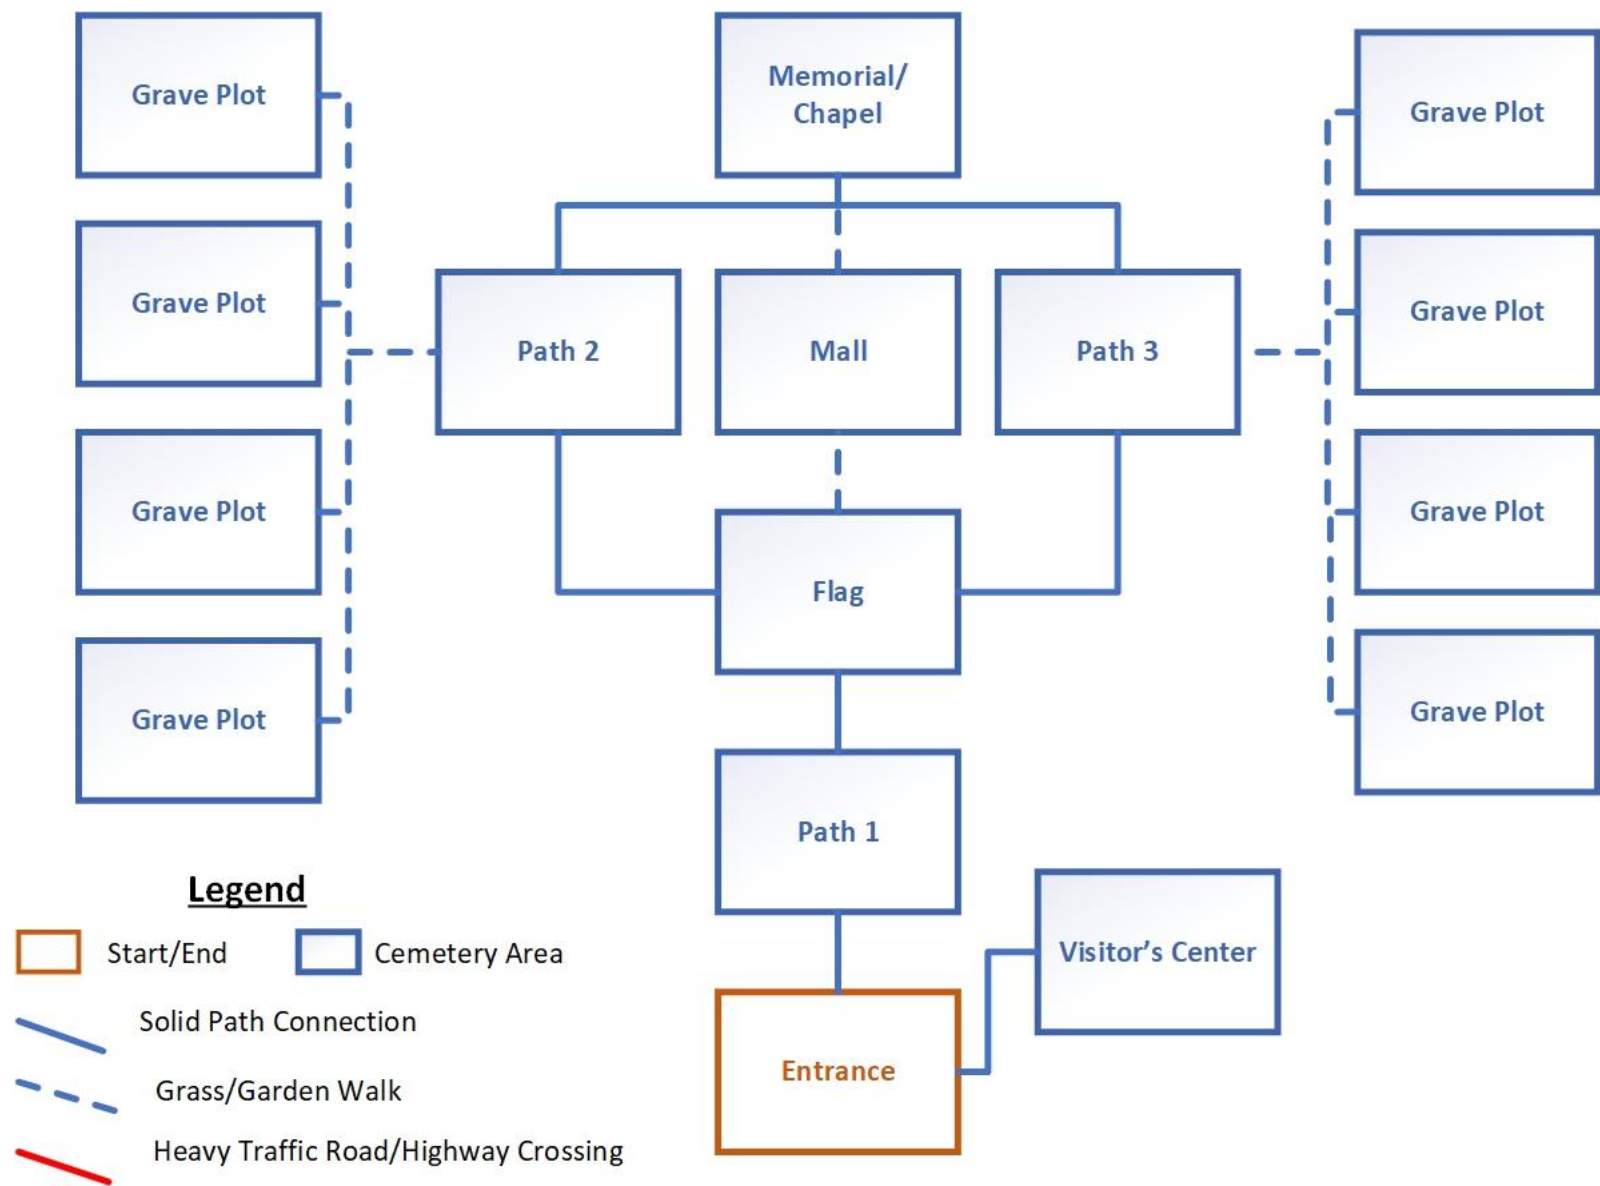 Grave Plot
Memorial/
Chapel
Grave Plot
Grave Plot
Grave Plot
Path 2
Mall
Path 3
Grave Plot
Grave Plot
Flag
Grave Plot
Grave Plot
Path 1
Legend
Start/End
Cemetery Area
Visitor's Center
Solid Path Connection
Entrance
Grass/Garden Walk
Heavy Traffic Road/Highway Crossing